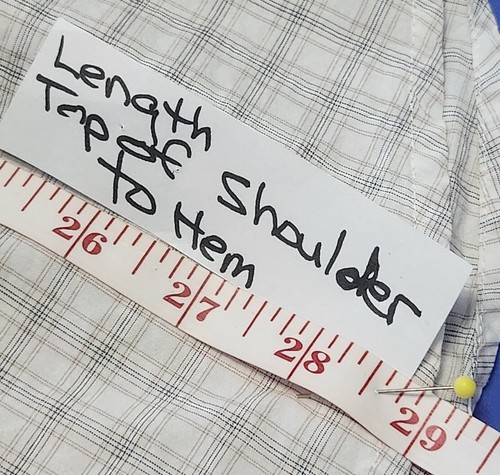 Length
Top of Shoulder
to Hem
26 27 28 29